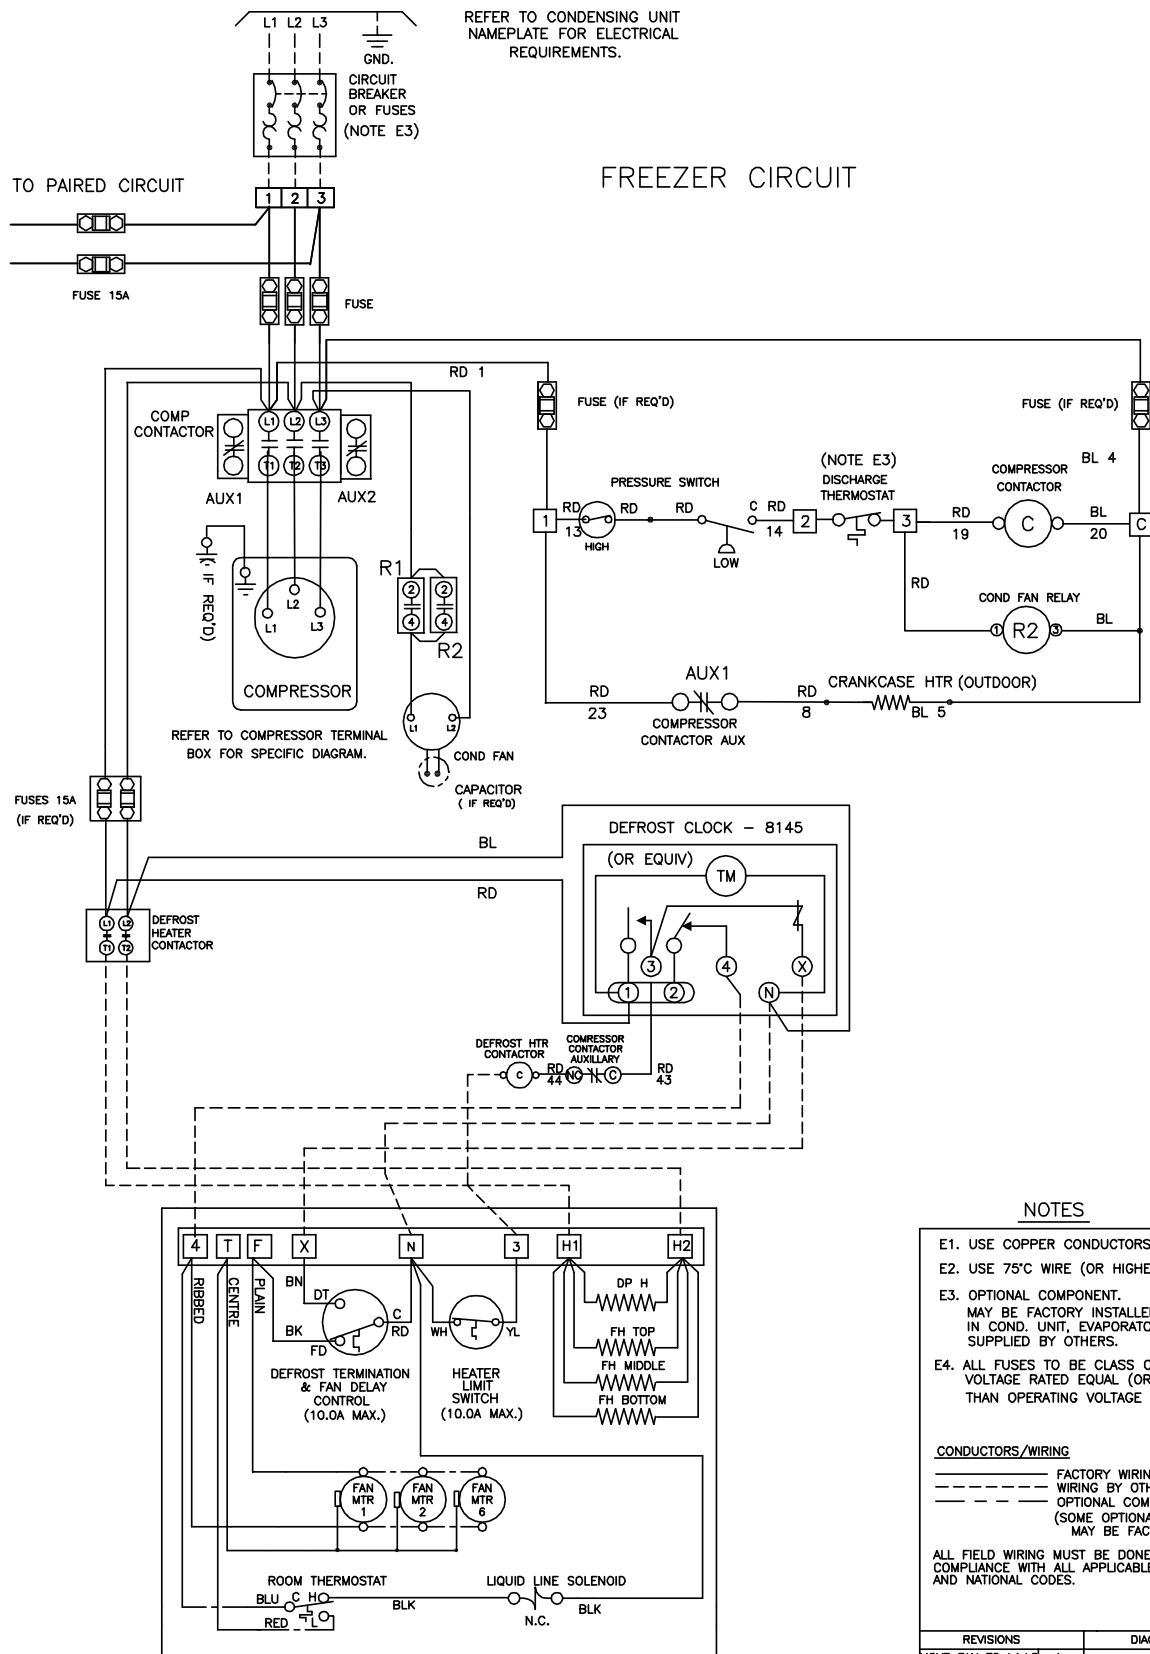 L1 L2 L3
GND.
REFER TO CONDENSING UNIT
NAMEPLATE FOR ELECTRICAL
REQUIREMENTS.
CIRCUIT
BREAKER
OR FUSES
(NOTE E3)
FREEZER CIRCUIT
TO PAIRED CIRCUIT
1 2 3
FUSE 15A
FUSE
RD 1
FUSE (IF REQ'D)
FUSE (IF REQ'D)
COMP
CONTACTOR
L1 L2 L3
T1 T2 T3
AUX1
AUX2
BL 4
PRESSURE SWITCH
(NOTE E3)
DISCHARGE
THERMOSTAT
COMPRESSOR
CONTACTOR
1
RD
13
HIGH
RD
RD
LOW
C RD
14
2
3
RD
19
C
BL
20
C
RD
COND FAN RELAY
1
R2
3
BL
(IF REQ'D)
L1
L2
L3
COMPRESSOR
REFER TO COMPRESSOR TERMINAL
BOX FOR SPECIFIC DIAGRAM.
R1
2 2
4 4
R2
L1 L2
COND FAN
CAPACITOR
( IF REQ'D)
RD
23
AUX1
COMPRESSOR
CONTACTOR AUX
RD
8
CRANKCASE HTR (OUTDOOR)
BL 5
FUSES 15A
(IF REQ'D)
BL
RD
DEFROST CLOCK - 8145
(OR EQUIV)
TM
3 4 X
1 2 N
L1 L2
T1 T2
DEFROST
HEATER
CONTACTOR
DEFROST HTR
CONTACTOR
C
RD
44
COMRESSOR
CONTACTOR
AUXILLARY
NC C
RD
43
4 T F X N 3 H1 H2
RIBBED
CENTRE
PLAIN
BN
DT
BK
FD
C
RD
DEFROST TERMINATION
& FAN DELAY
CONTROL
(10.0A MAX.)
WH
YL
HEATER
LIMIT
SWITCH
(10.0A MAX.)
DP H
FH TOP
FH MIDDLE
FH BOTTOM
FAN
MTR
1
FAN
MTR
2
FAN
MTR
6
ROOM THERMOSTAT
BLU
C H
L
RED
BLK
LIQUID LINE SOLENOID
N.C.
BLK
NOTES
E1. USE COPPER CONDUCTORS
E2. USE 75°C WIRE (OR HIGHE
E3. OPTIONAL COMPONENT.
MAY BE FACTORY INSTALLE
IN COND. UNIT, EVAPORATO
SUPPLIED BY OTHERS.
E4. ALL FUSES TO BE CLASS C
VOLTAGE RATED EQUAL (OR
THAN OPERATING VOLTAGE
CONDUCTORS/WIRING
FACTORY WIRIN
WIRING BY OTH
OPTIONAL COM
(SOME OPTIONA
MAY BE FAC
ALL FIELD WIRING MUST BE DONE
COMPLIANCE WITH ALL APPLICABLE
AND NATIONAL CODES.
REVISIONS
DIAG